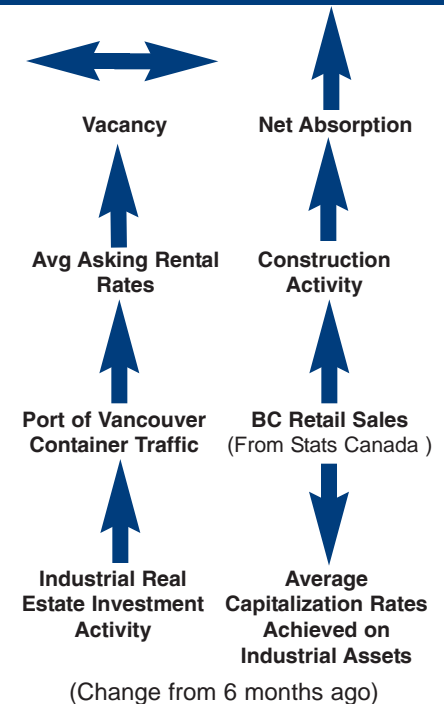 Vacancy
Net Absorption
Avg Asking Rental
Rates
Construction
Activity
Port of Vancouver
Container Traffic
BC Retail Sales
(From Stats Canada )
Industrial Real
Estate Investment
Activity
Average
Capitalization Rates
Achieved on
Industrial Assets
(Change from 6 months ago)